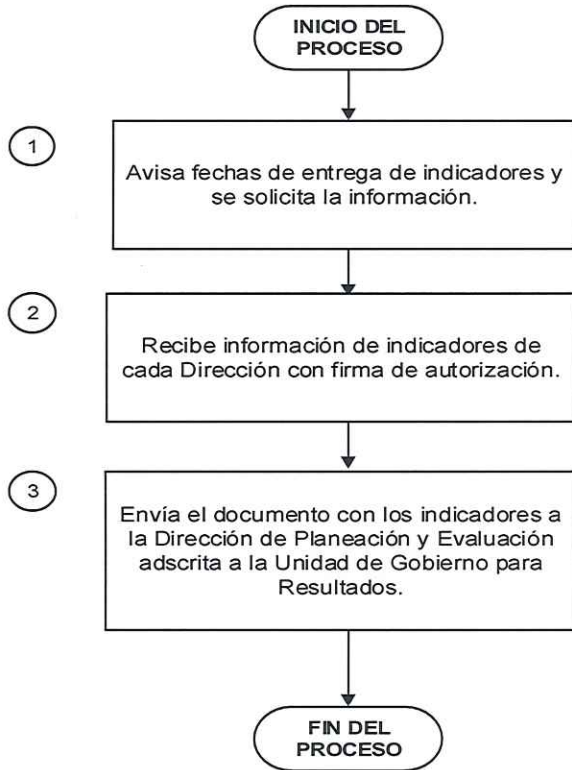 INICIO DEL
PROCESO
1
Avisa fechas de entrega de indicadores y
se solicita la información.
2
Recibe información de indicadores de
cada Dirección con firma de autorización.
3
Envía el documento con los indicadores a
la Dirección de Planeación y Evaluación
adscrita a la Unidad de Gobierno para
Resultados.
FIN DEL
PROCESO